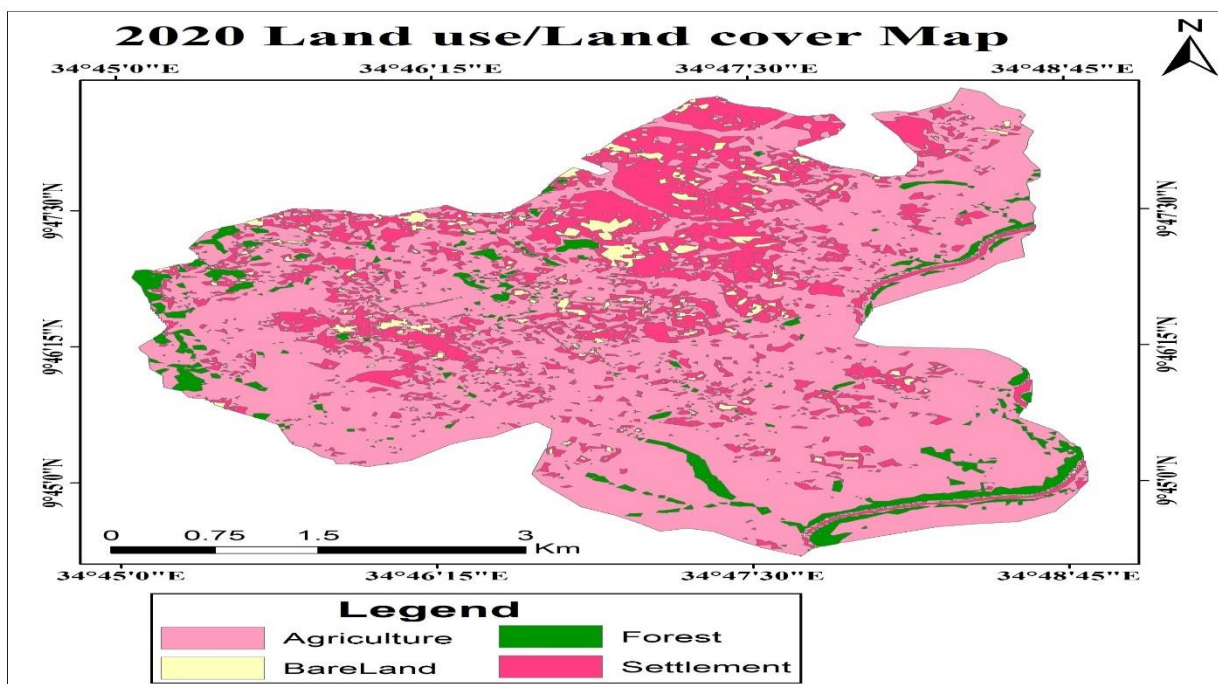 2020 Land use/Land cover Map
N
34°45'0"E 34°46'15"E 34°47'30"E 34°48'45"E
9°47'30"N 9°47'30"N
9°46'15"N 9°46'15"N
9°45'0"N 9°45'0"N
0 0.75 1.5 3
Km
34°45'0"E 34°46'15"E 34°47'30"E 34°48'45"E
Legend
Agriculture Forest
BareLand Settlement